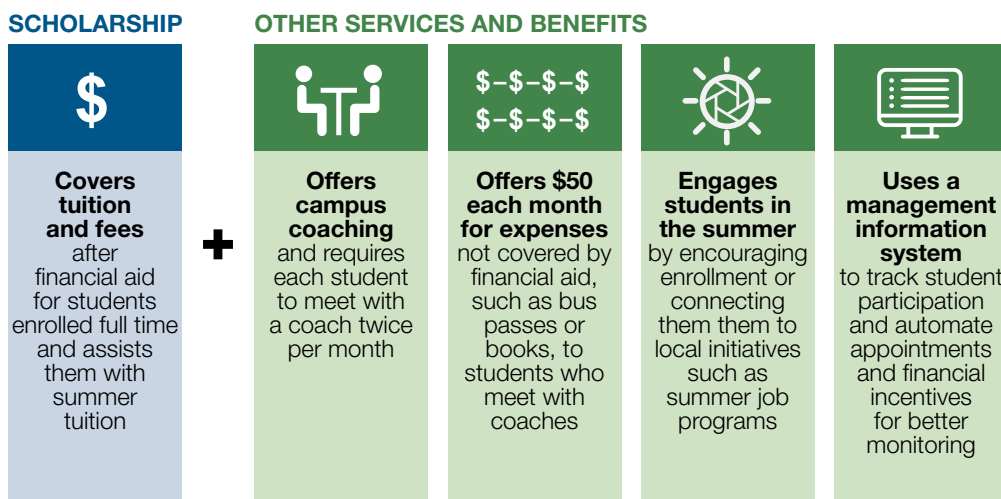 SCHOLARSHIP
OTHER SERVICES AND BENEFITS
$
Covers
tuition
and fees
after
financial aid
for students
enrolled full time
and assists
them with
summer
tuition
+
Offers
campus
coaching
and requires
each student
to meet with
a coach twice
per month
$–$–$–$
$–$–$–$
Offers $50
each month
for expenses
not covered by
financial aid,
such as bus
passes or
books, to
students who
meet with
coaches
Engages
students in
the summer
by encouraging
enrollment or
connecting
them them to
local initiatives
such as
summer job
programs
Uses a
management
information
system
to track student
participation
and automate
appointments
and financial
incentives
for better
monitoring